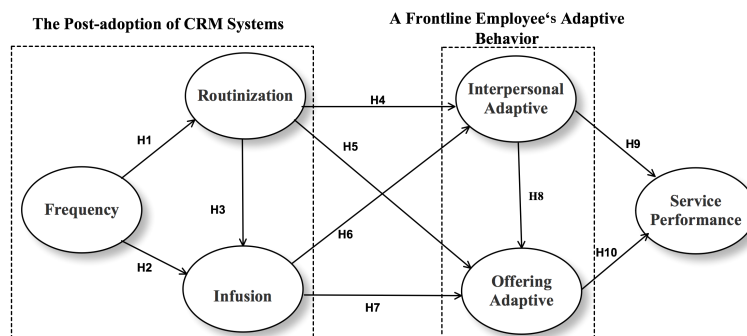 The Post-adoption of CRM Systems
A Frontline Employee‘s Adaptive
Behavior
Routinization
H4
Interpersonal
Adaptive
H1
H5
H9
Frequency
H3
H8
Service
Performance
H6
H2
H10
Infusion
H7
Offering
Adaptive